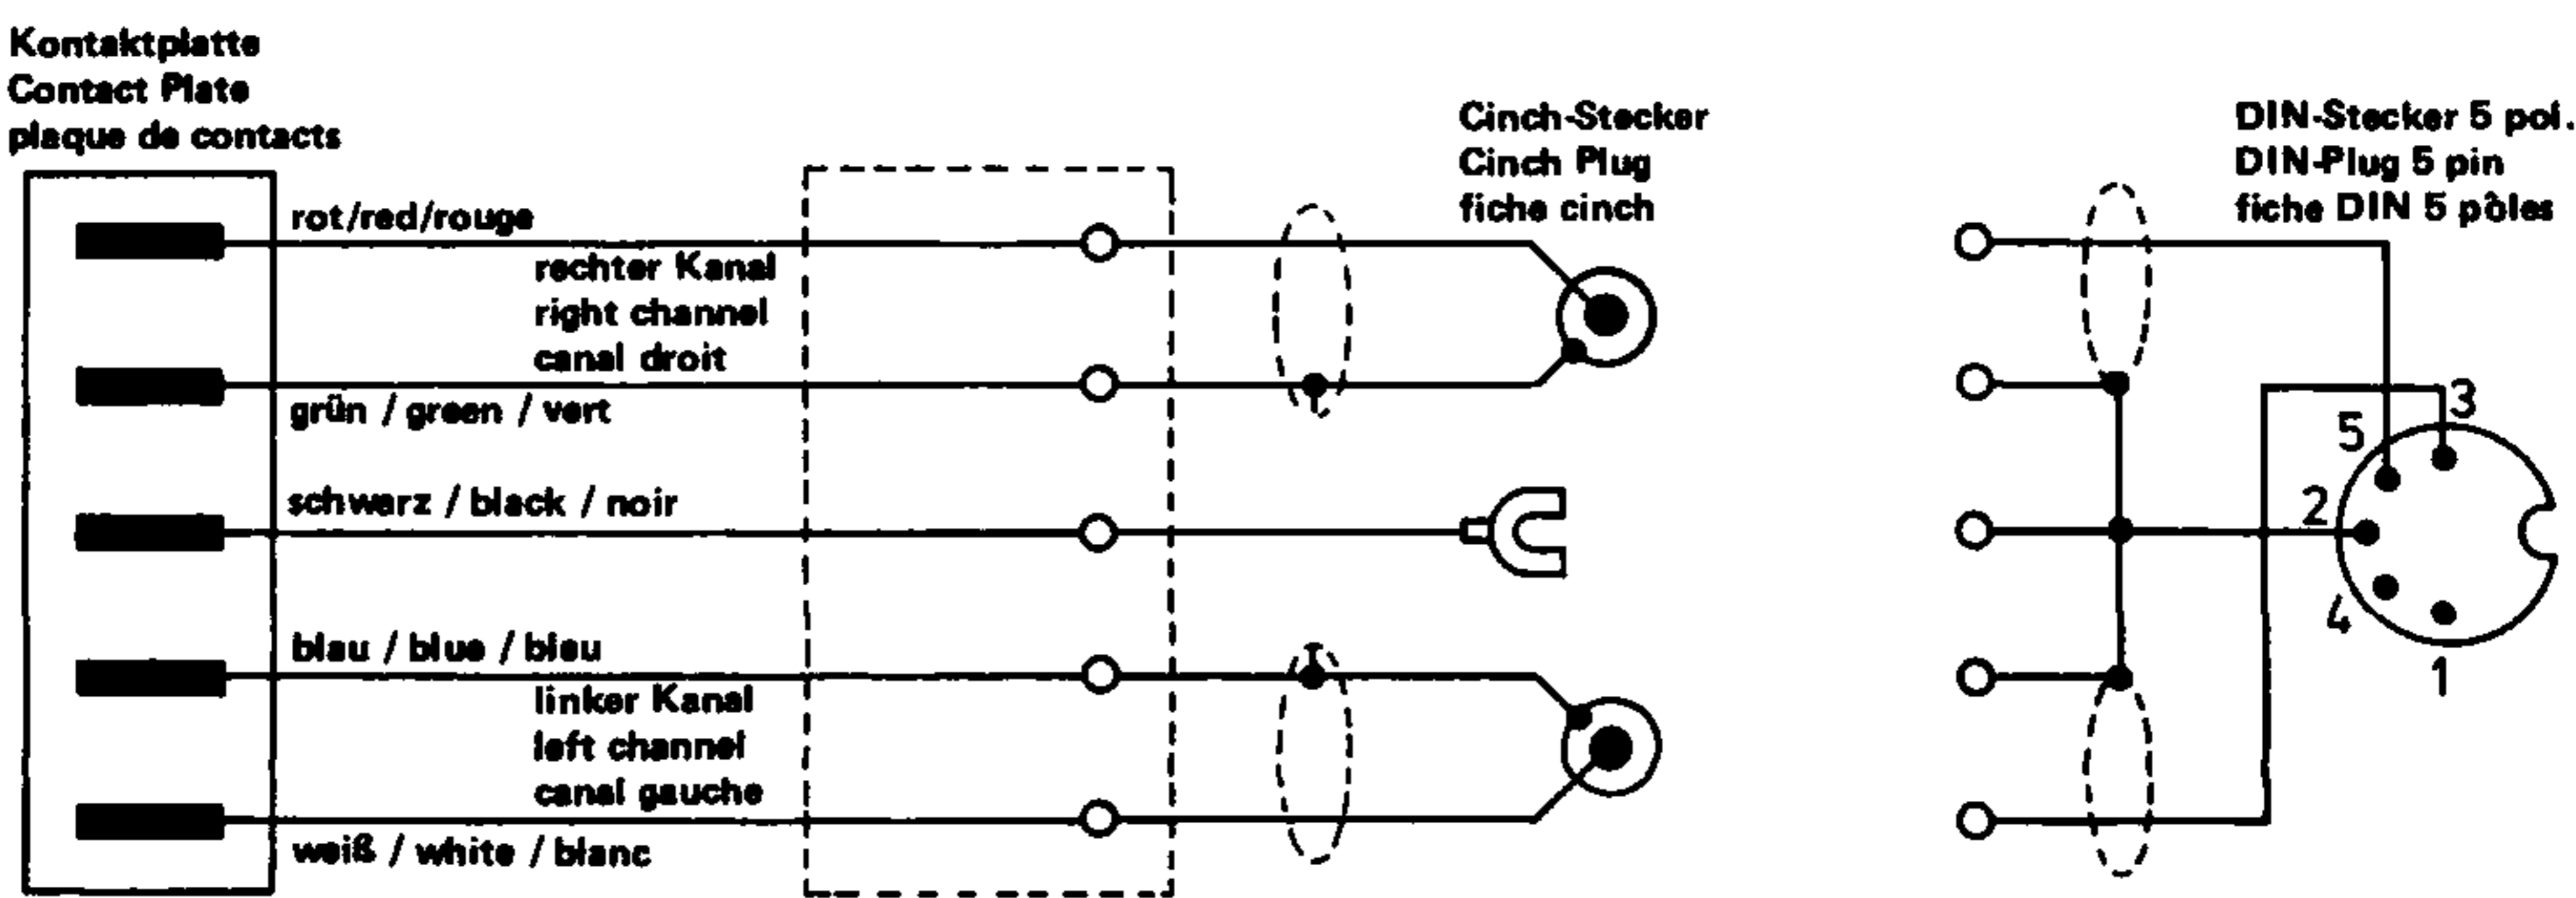 Kontaktplatte
Contact Plate
plaque de contacts
rot/red/rouge
rechter Kanal
right channel
canal droit
grün / green / vert
schwarz / black / noir
blau / blue / bleu
linker Kanal
left channel
canal gauche
weiß / white / blanc
Cinch-Stecker
Cinch Plug
fiche cinch
DIN-Stecker 5 pol.
DIN-Plug 5 pin
fiche DIN 5 pôles
3
5
2
4
1